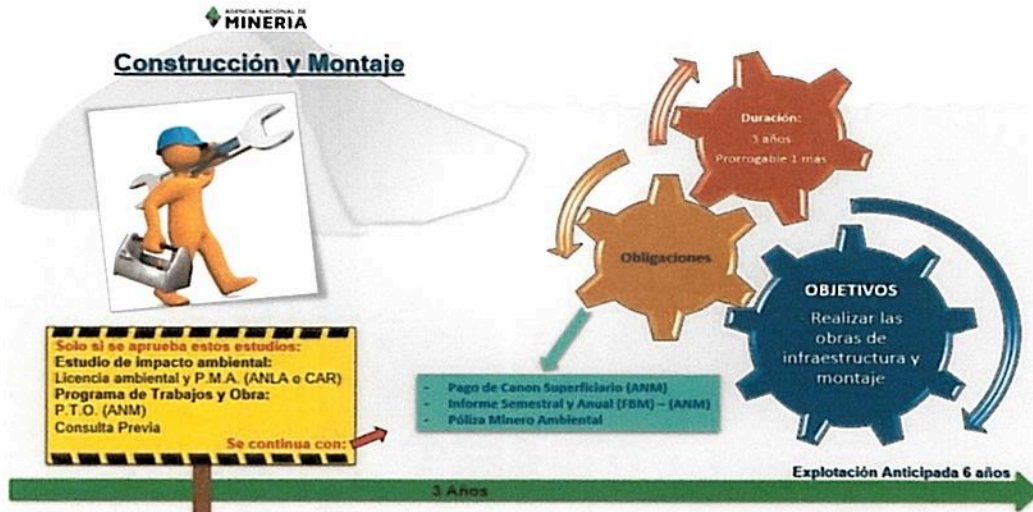 AGENCIA NACIONAL DE
MINERIA
Construcción y Montaje
Duración:
3 años
Prorrogable 1 mas
Obligaciones
OBJETIVOS
- Realizar las
obras de
infraestructura y
montaje
Solo si se aprueba estos estudios:
Estudio de impacto ambiental:
Licencia ambiental y P.M.A. (ANLA o CAR)
Programa de Trabajos y Obra:
P.T.O. (ANM)
Consulta Previa
Se continua con:
- Pago de Canon Superficiario (ANM)
- Informe Semestral y Anual (FBM) – (ANM)
- Póliza Minero Ambiental
Explotación Anticipada 6 años
3 Años